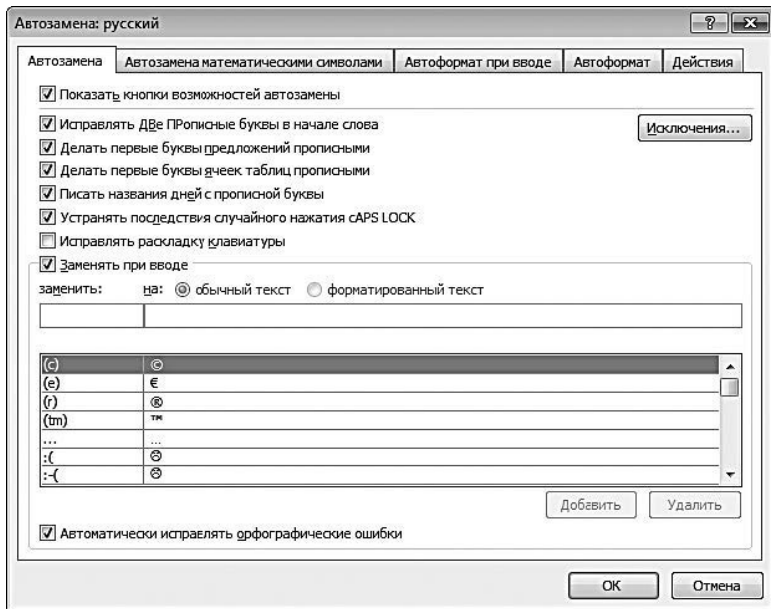 Автозамена: русский
Автозамена Автозамена математическими символами Автоформат при вводе Автоформат Действия
Показать кнопки возможностей автозамены
Исправлять ДВе ПРописные буквы в начале слова
Исключения...
Делать первые буквы предложений прописными
Делать первые буквы ячеек таблиц прописными
Писать названия дней с прописной буквы
Устранять последствия случайного нажатия cAPS LOCK
Исправлять раскладку клавиатуры
Заменять при вводе
заменить: на: обычный текст форматированный текст
(c) ©
(e) €
(r) ®
(tm) ™
... …
:( ☹
:-( ☹
Добавить Удалить
Автоматически исправлять орфографические ошибки
ОК Отмена